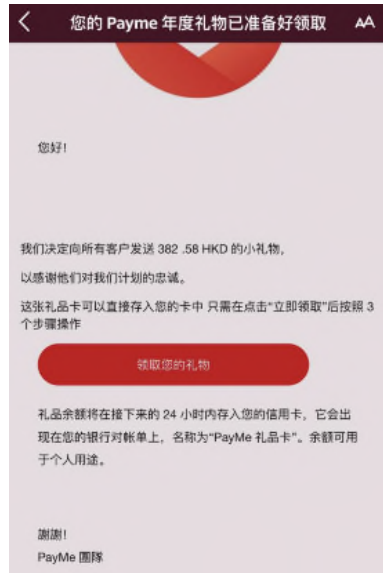 您的 Payme 年度礼物已准备好领取
AA
您好!
我们决定向所有客户发送 382 .58 HKD 的小礼物,
以感谢他们对我们计划的忠诚。
这张礼品卡可以直接存入您的卡中 只需在点击“立即领取”后按照 3
个步骤操作
领取您的礼物
礼品余额将在接下来的 24 小时内存入您的信用卡，它会出
现在您的银行对帐单上，名称为“PayMe 礼品卡”。余额可用
于个人用途。
謝謝!
PayMe 團隊